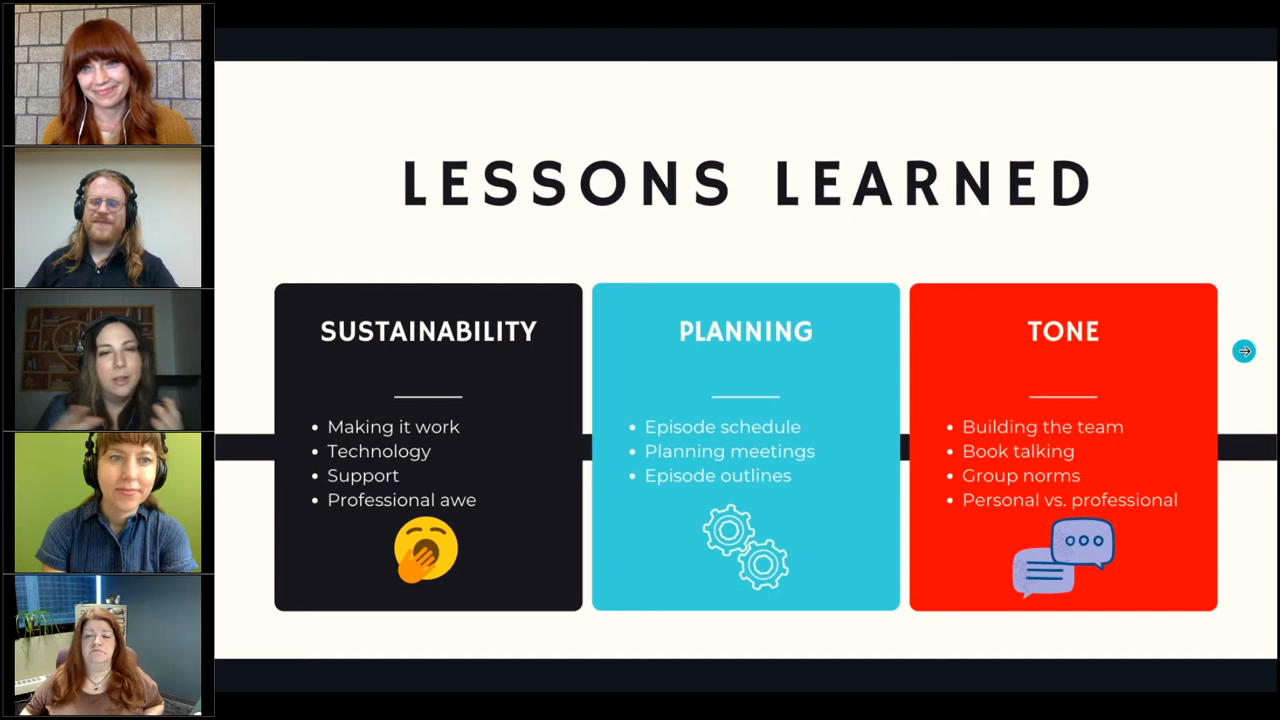 LESSONS LEARNED
SUSTAINABILITY
Making it work
Technology
Support
Professional awe
PLANNING
Episode schedule
Planning meetings
Episode outlines
TONE
Building the team
Book talking
Group norms
Personal vs. professional